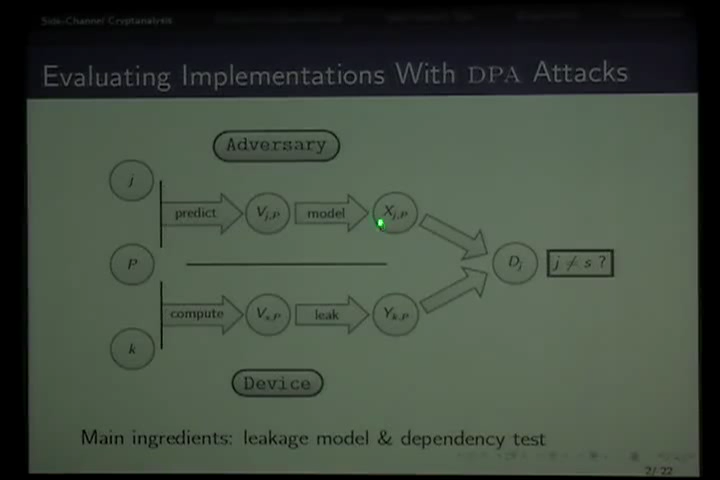 Side-Channel Cryptanalysis
Evaluating Implementations With DPA Attacks
Adversary
j
predict
V_{j,P}
model
X_{j,P}
P
D_j
j ≠ s ?
compute
V_{s,P}
leak
Y_{k,P}
k
Device
Main ingredients: leakage model & dependency test
2/ 22